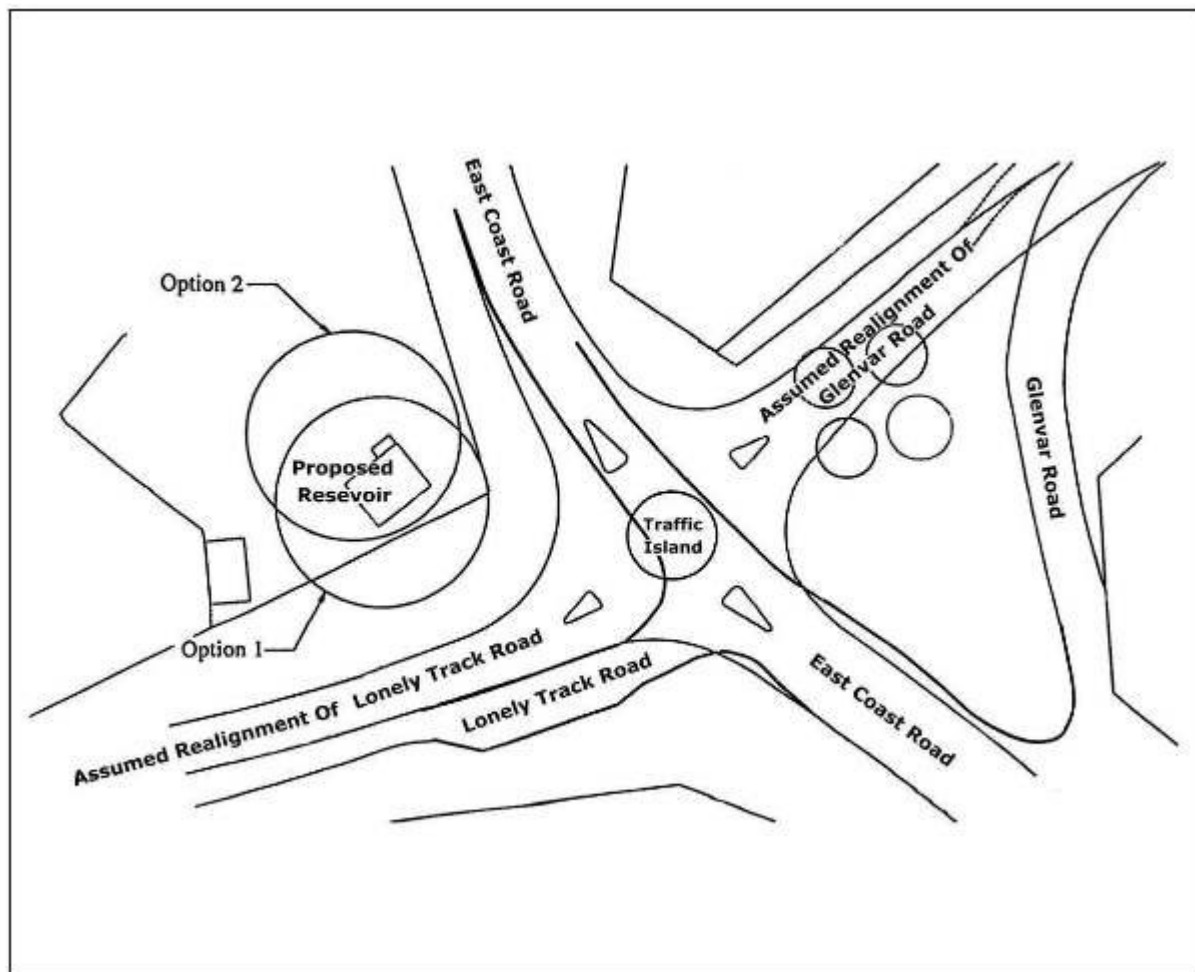 East Coast Road
Option 2
Assumed Realignment Of
Glenvar Road
Glenvar Road
Proposed
Resevoir
Traffic
Island
Option 1
Assumed Realignment Of Lonely Track Road
Lonely Track Road
East Coast Road